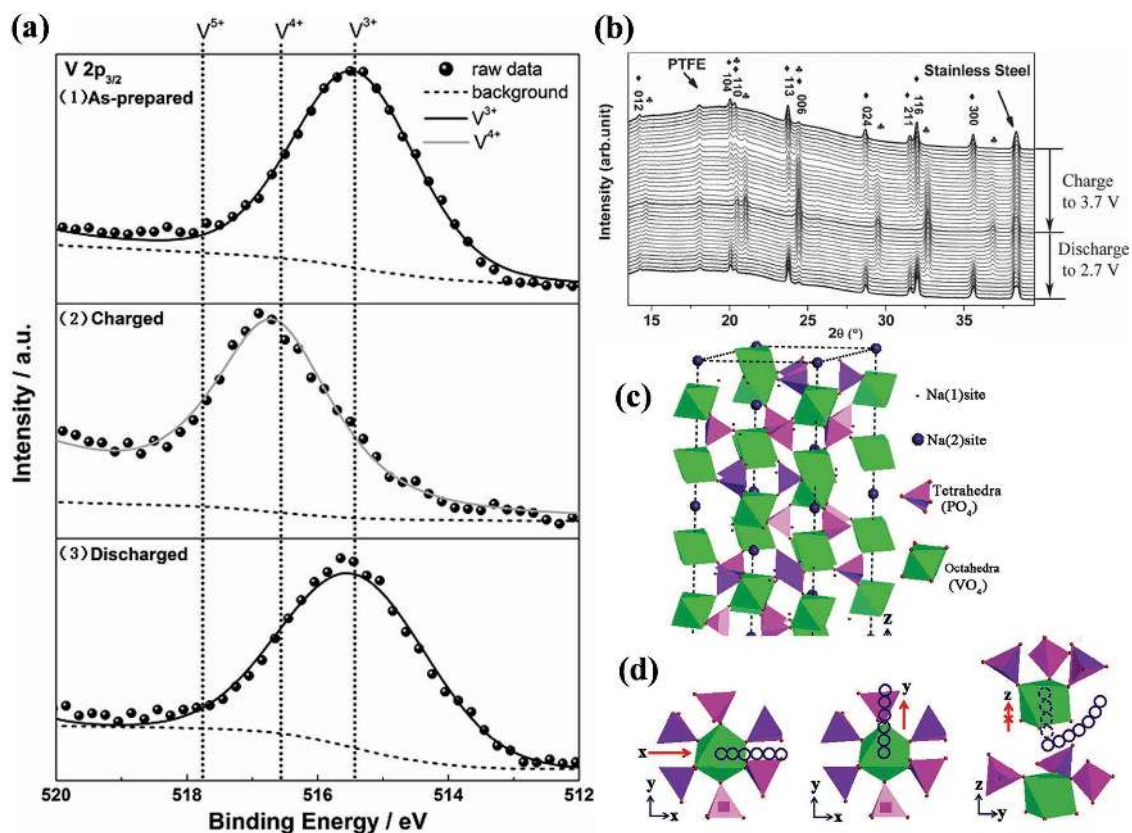 (a)
V⁵⁺ V⁴⁺ V³⁺
V 2p₃/₂
(1) As-prepared
raw data
background
V³⁺
V⁴⁺
(2) Charged
(3) Discharged
Intensity / a.u.
520 518 516 514 512
Binding Energy / eV
(b)
PTFE
Stainless Steel
♦ 012 ♣
♦ 104
♦ 110 ♣
♦ 113
♦ 006 ♣
♦ 024 ♣
♦ 211
♦ 116 ♣
♦ 300 ♣
Intensity (arb.unit)
Charge
to 3.7 V
Discharge
to 2.7 V
15 20 25 30 35
2θ (°)
(c)
Na(1)site
Na(2)site
Tetrahedra
(PO₄)
Octahedra
(VO₄)
z
(d)
x
y
x
y
y
x
z
z
y